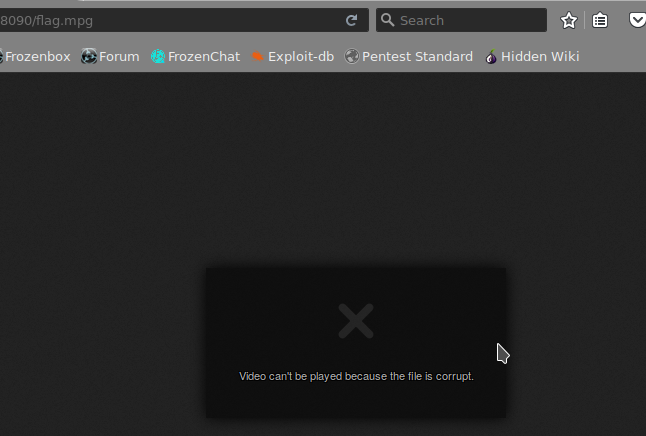 8090/flag.mpg Search
Frozenbox Forum FrozenChat Exploit-db Pentest Standard Hidden Wiki
Video can't be played because the file is corrupt.